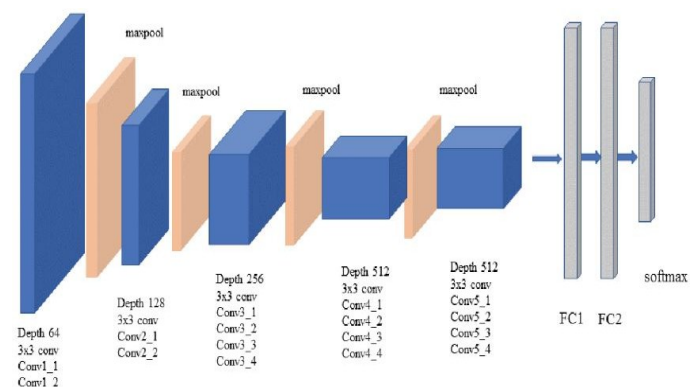 maxpool
maxpool
maxpool
maxpool
Depth 64
3x3 conv
Conv1_1
Conv1_2
Depth 128
3x3 conv
Conv2_1
Conv2_2
Depth 256
3x3 conv
Conv3_1
Conv3_2
Conv3_3
Conv3_4
Depth 512
3x3 conv
Conv4_1
Conv4_2
Conv4_3
Conv4_4
Depth 512
3x3 conv
Conv5_1
Conv5_2
Conv5_3
Conv5_4
FC1
FC2
softmax